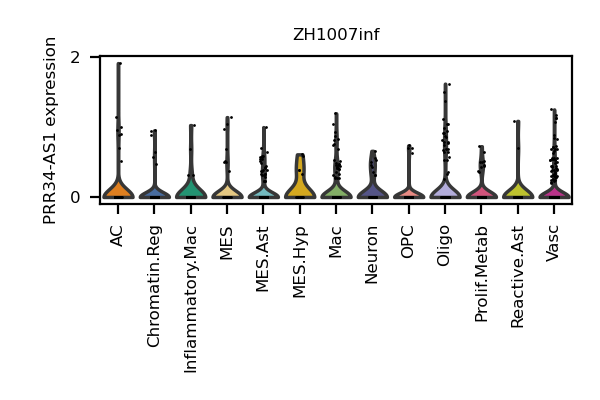 ZH1007inf
PRR34-AS1 expression
2
0
AC
Chromatin.Reg
Inflammatory.Mac
MES
MES.Ast
MES.Hyp
Mac
Neuron
OPC
Oligo
Prolif.Metab
Reactive.Ast
Vasc